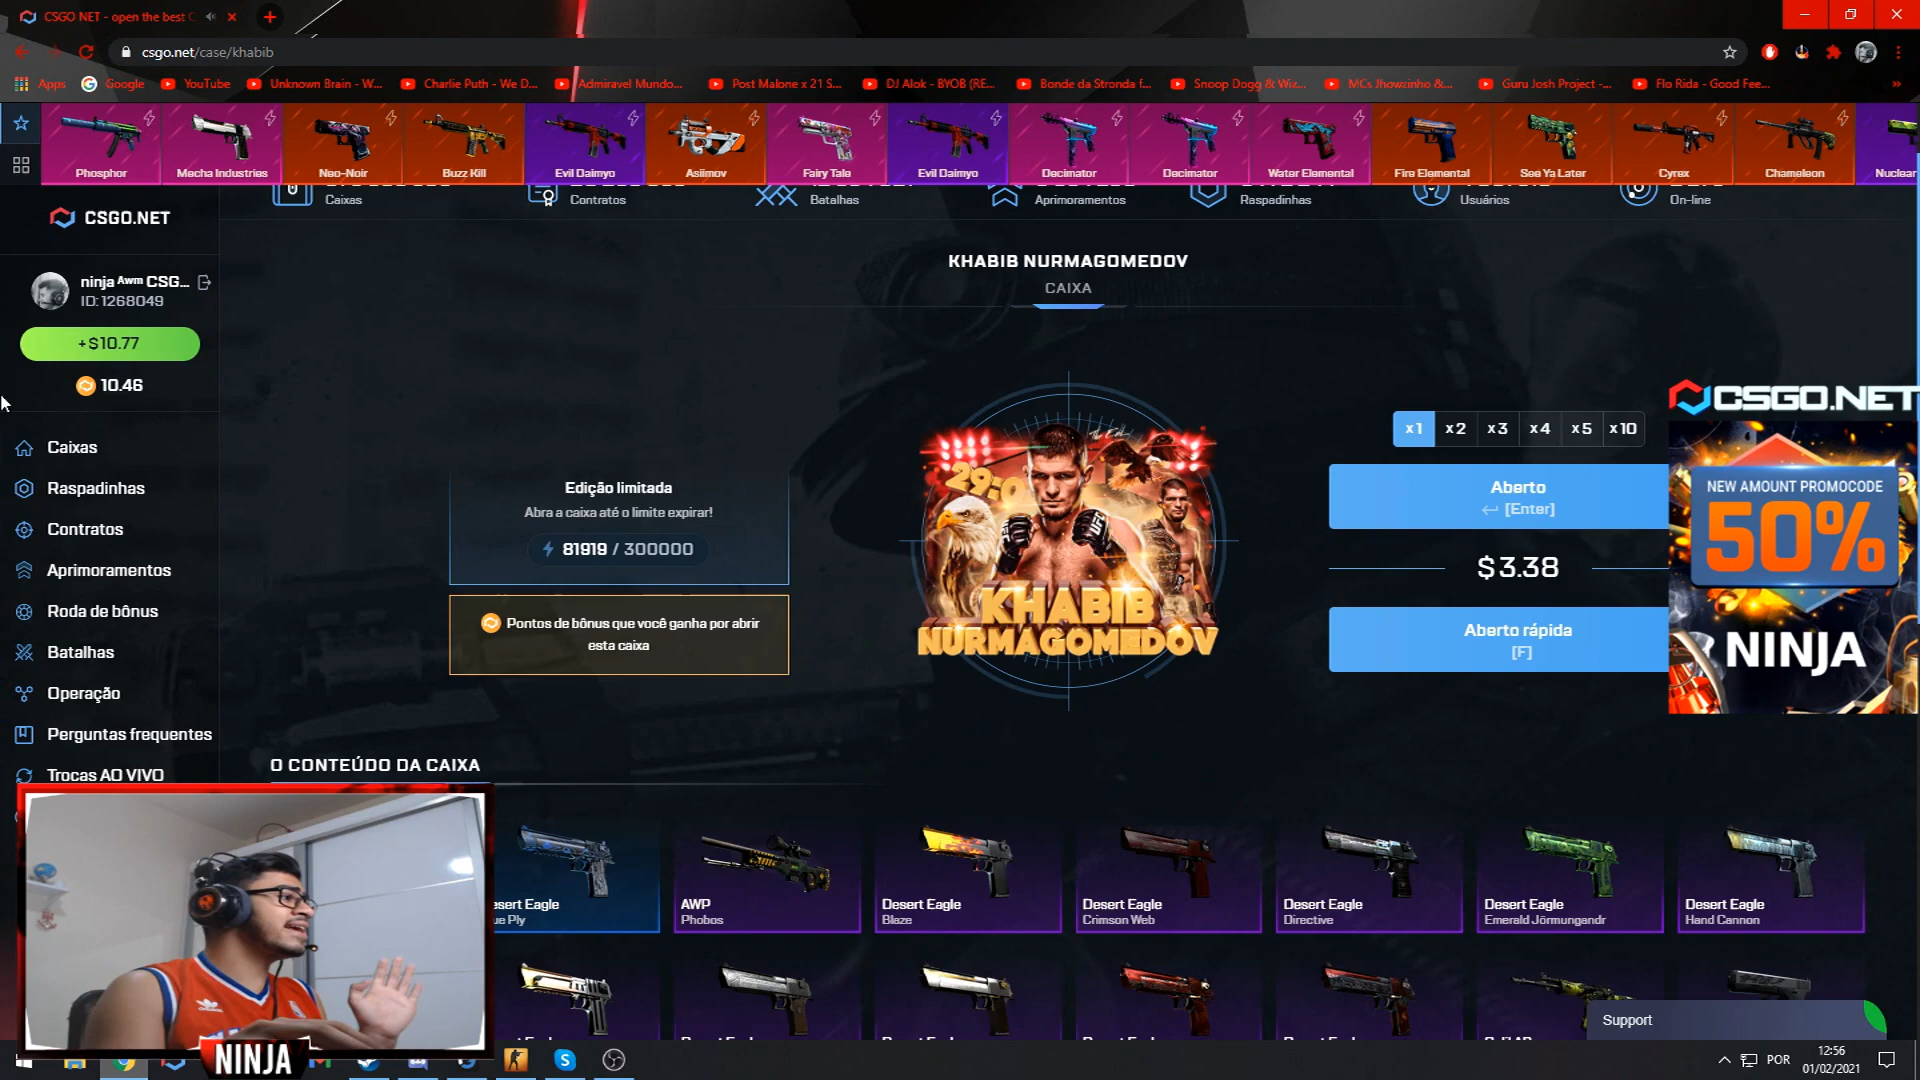 CSGO NET - open the best C
csgo.net/case/khabib
Apps
Google
YouTube
Unknown Brain - W...
Charlie Puth - We D...
Admiravel Mundo...
Post Malone x 21 S...
DJ Alok - BYOB (RE...
Bonde da Stronda f...
Snoop Dogg & Wiz...
MCs Jhowzinho &...
Guru Josh Project -...
Flo Rida - Good Fee...
Phosphor
Mecha Industries
Neo-Noir
Buzz Kill
Evil Daimyo
Asiimov
Fairy Tale
Evil Daimyo
Decimator
Decimator
Water Elemental
Fire Elemental
See Ya Later
Cyrex
Chameleon
Nuclear
Caixas
Contratos
Batalhas
Aprimoramentos
Raspadinhas
Usuários
On-line
CSGO.NET
ninja ᴬʷᵐ CSG...
ID: 1268049
+$10.77
10.46
Caixas
Raspadinhas
Contratos
Aprimoramentos
Roda de bônus
Batalhas
Operação
Perguntas frequentes
Trocas AO VIVO
KHABIB NURMAGOMEDOV
CAIXA
Edição limitada
Abra a caixa até o limite expirar!
81919 / 300000
Pontos de bônus que você ganha por abrir
esta caixa
29:0
UFC
KHABIB
NURMAGOMEDOV
x1
x2
x3
x4
x5
x10
Aberto
[Enter]
$3.38
Aberto rápida
[F]
CSGO.NET
NEW AMOUNT PROMOCODE
50%
NINJA
O CONTEÚDO DA CAIXA
esert Eagle
ue Ply
AWP
Phobos
Desert Eagle
Blaze
Desert Eagle
Crimson Web
Desert Eagle
Directive
Desert Eagle
Emerald Jörmungandr
Desert Eagle
Hand Cannon
Support
NINJA
POR
12:56
01/02/2021